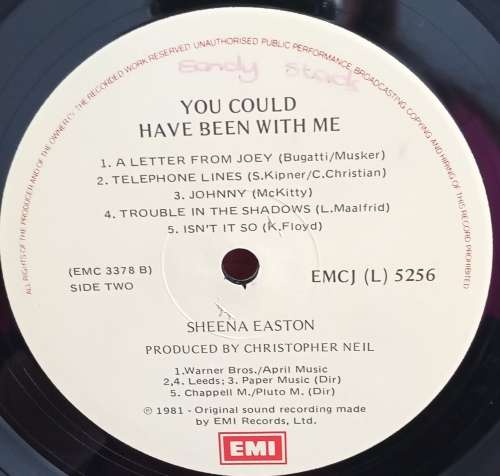 ALL RIGHTS OF THE PRODUCER AND OF THE OWNER OF THE RECORDED WORK RESERVED. UNAUTHORISED PUBLIC PERFORMANCE, BROADCASTING, COPYING AND HIRING OF THIS RECORD PROHIBITED
Sandy Stack
YOU COULD
HAVE BEEN WITH ME
1. A LETTER FROM JOEY (Bugatti/Musker)
2. TELEPHONE LINES (S.Kipner/C.Christian)
3. JOHNNY (McKitty)
4. TROUBLE IN THE SHADOWS (L.Maalfrid)
5. ISN'T IT SO (K.Floyd)
(EMC 3378 B)
SIDE TWO
EMCJ (L) 5256
SHEENA EASTON
PRODUCED BY CHRISTOPHER NEIL
1.Warner Bros./April Music
2,4. Leeds; 3. Paper Music (Dir)
5. Chappell M./Pluto M. (Dir)
℗ 1981 - Original sound recording made
by EMI Records, Ltd.
EMI